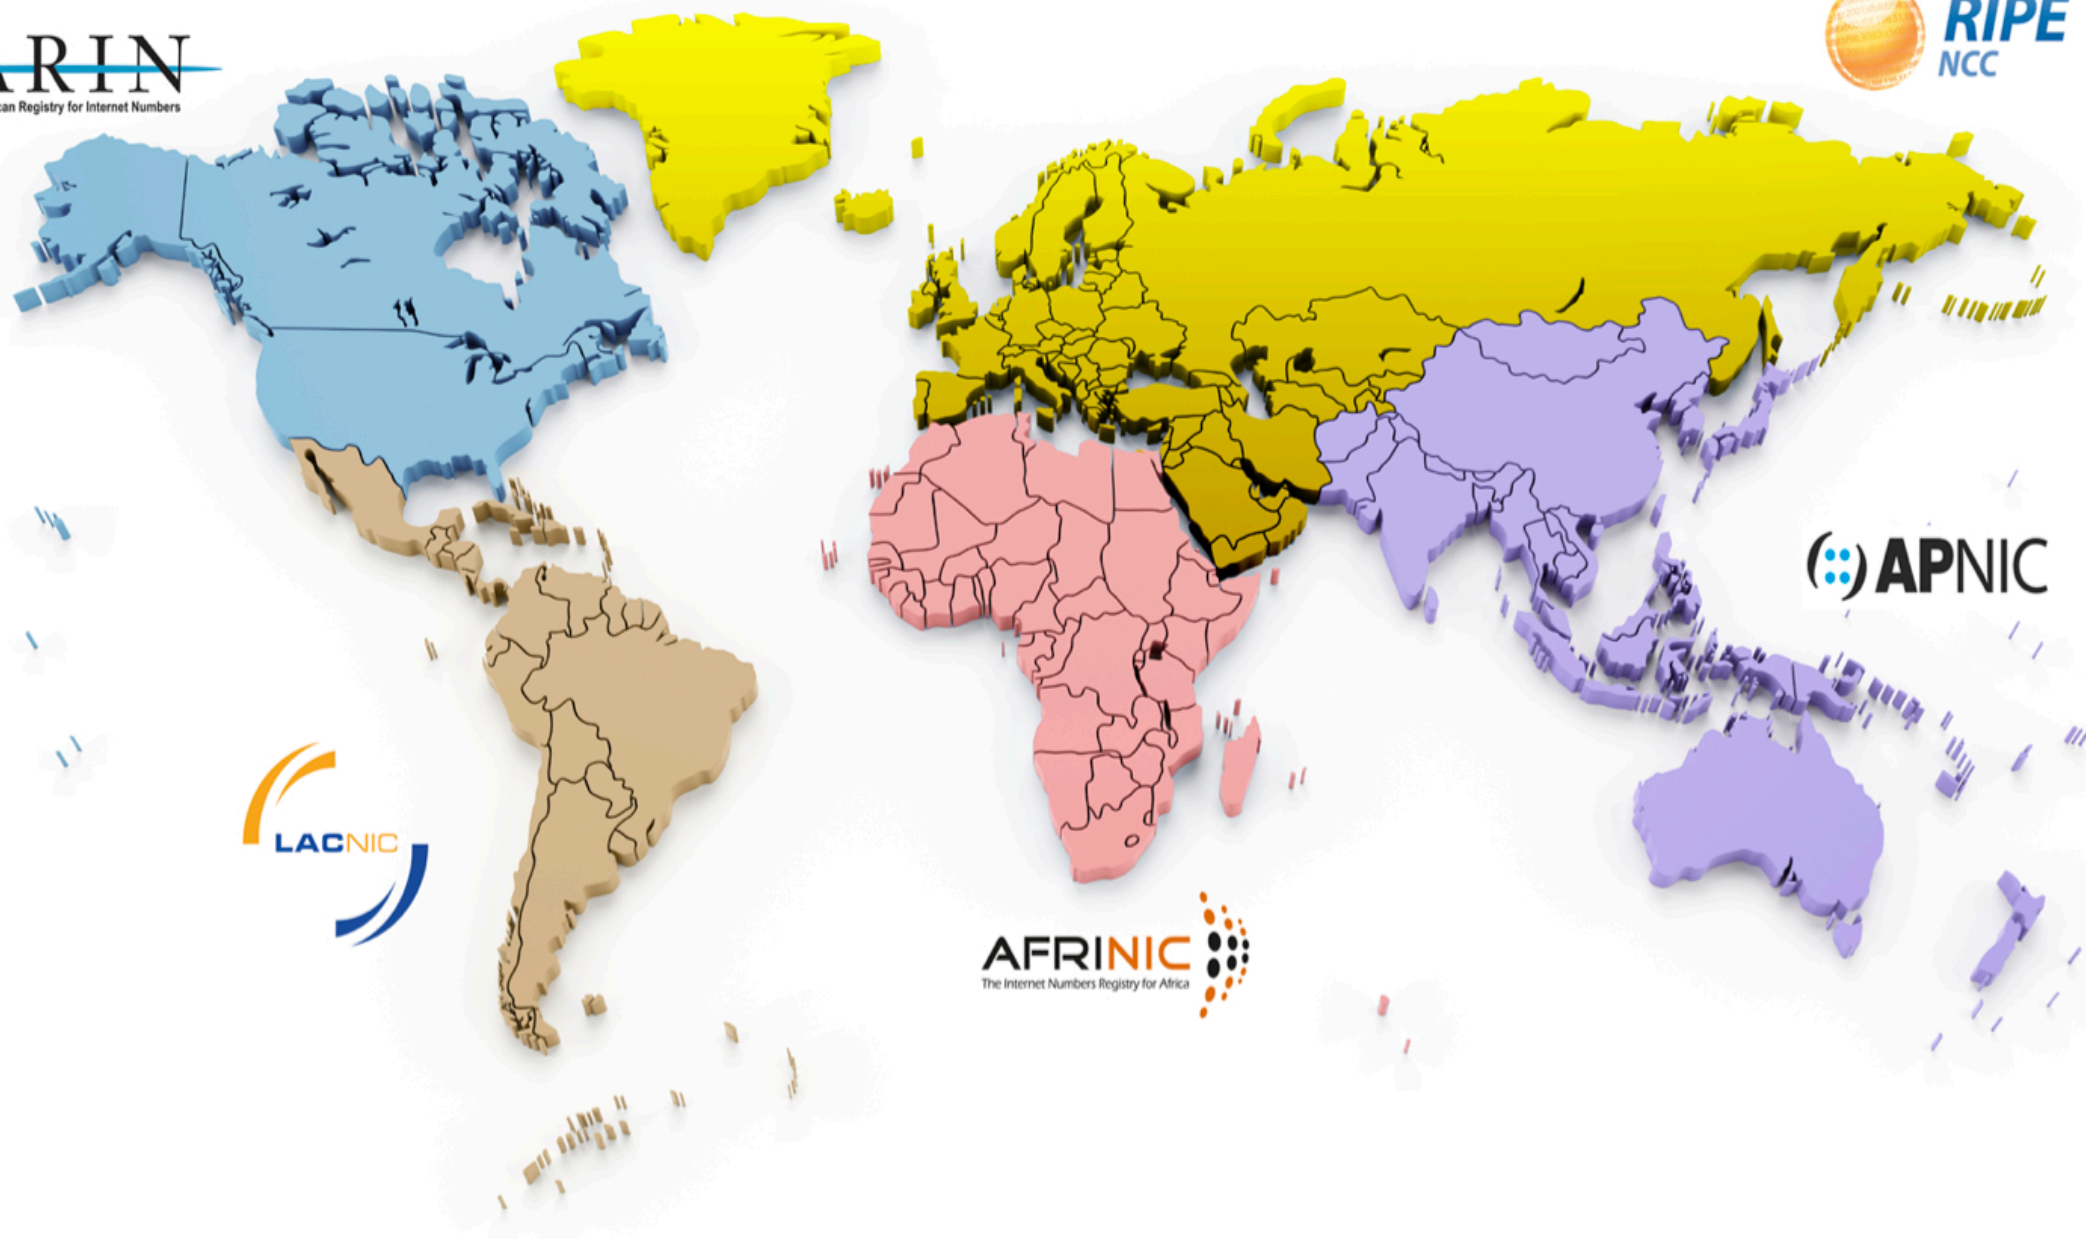 ARIN
can Registry for Internet Numbers
RIPE
NCC
APNIC
LACNIC
AFRINIC
The Internet Numbers Registry for Africa